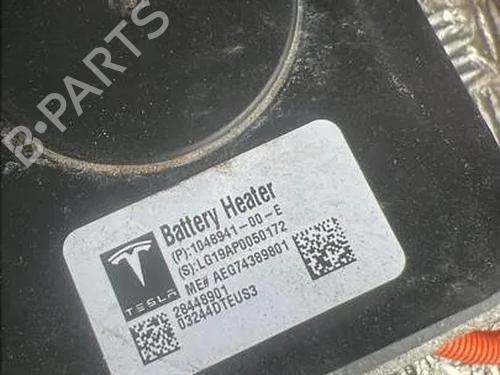 B-PARTS
Battery Heater
(P):1048941-00-E
(S):LG19AP0050172
ME# AEG74389801
28448901
03244DTEUS3
TESLA